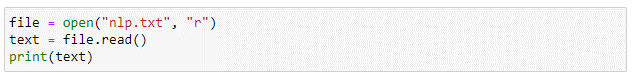 file = open("nlp.txt", "r")
text = file.read()
print(text)